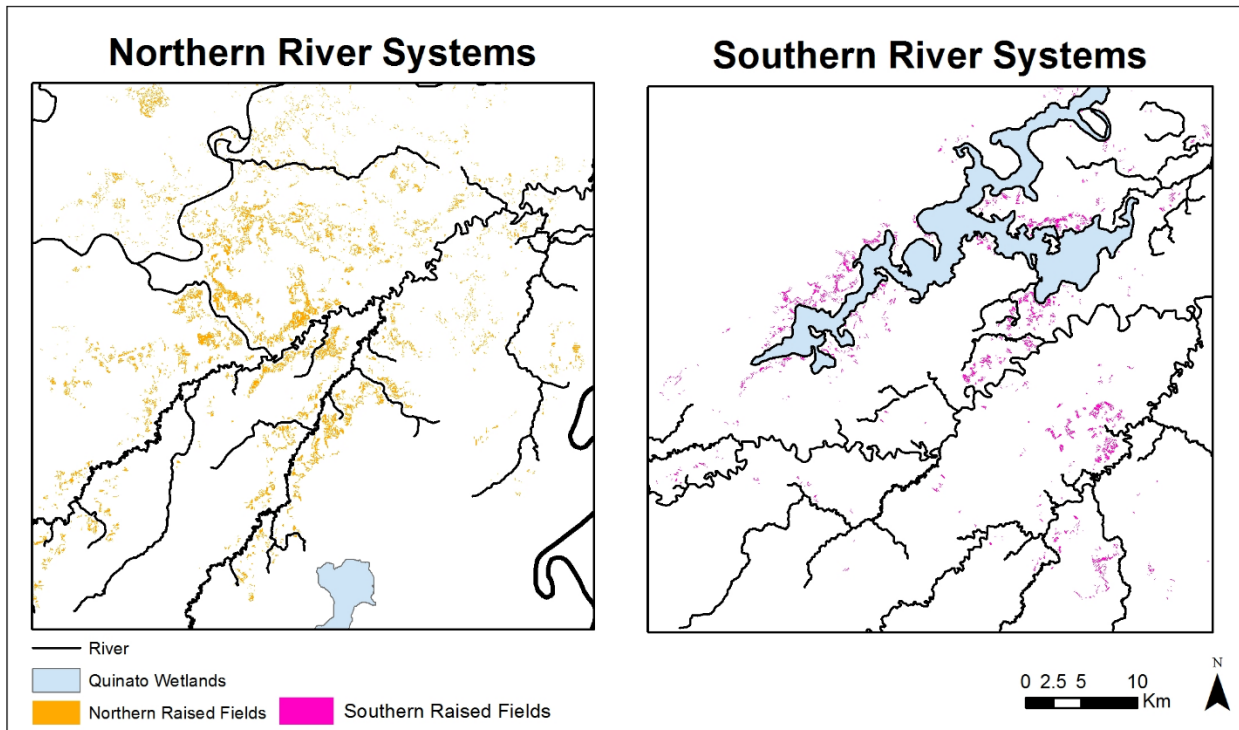 Northern River Systems
Southern River Systems
River
Quinato Wetlands
Northern Raised Fields
Southern Raised Fields
0 2.5 5 10
Km
N